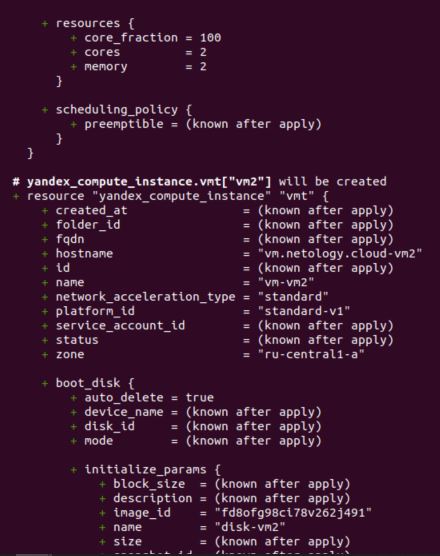 + resources {
+ core_fraction = 100
+ cores = 2
+ memory = 2
}
+ scheduling_policy {
+ preemptible = (known after apply)
}
}
# yandex_compute_instance.vmt["vm2"] will be created
+ resource "yandex_compute_instance" "vmt" {
+ created_at = (known after apply)
+ folder_id = (known after apply)
+ fqdn = (known after apply)
+ hostname = "vm.netology.cloud-vm2"
+ id = (known after apply)
+ name = "vm-vm2"
+ network_acceleration_type = "standard"
+ platform_id = "standard-v1"
+ service_account_id = (known after apply)
+ status = (known after apply)
+ zone = "ru-central1-a"
+ boot_disk {
+ auto_delete = true
+ device_name = (known after apply)
+ disk_id = (known after apply)
+ mode = (known after apply)
+ initialize_params {
+ block_size = (known after apply)
+ description = (known after apply)
+ image_id = "fd8ofg98ci78v262j491"
+ name = "disk-vm2"
+ size = (known after apply)
+ snapshot_id = (known after apply)